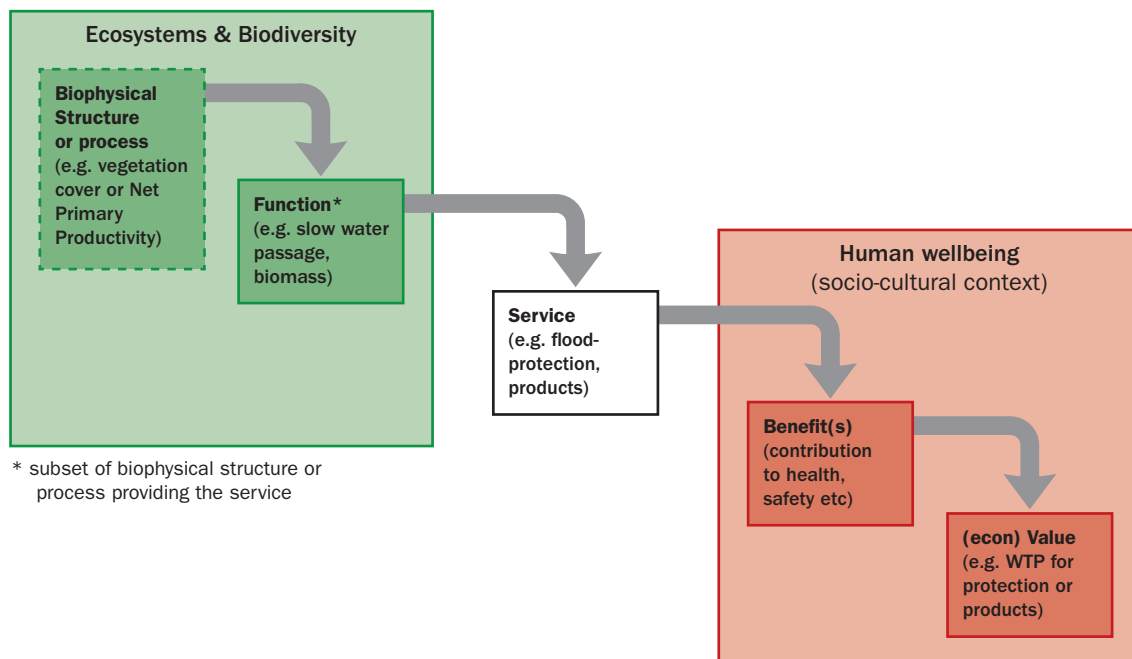 Ecosystems & Biodiversity
Biophysical
Structure
or process
(e.g. vegetation
cover or Net
Primary
Productivity)
Function*
(e.g. slow water
passage,
biomass)
Service
(e.g. flood-
protection,
products)
Human wellbeing
(socio-cultural context)
Benefit(s)
(contribution
to health,
safety etc)
(econ) Value
(e.g. WTP for
protection or
products)
* subset of biophysical structure or
process providing the service